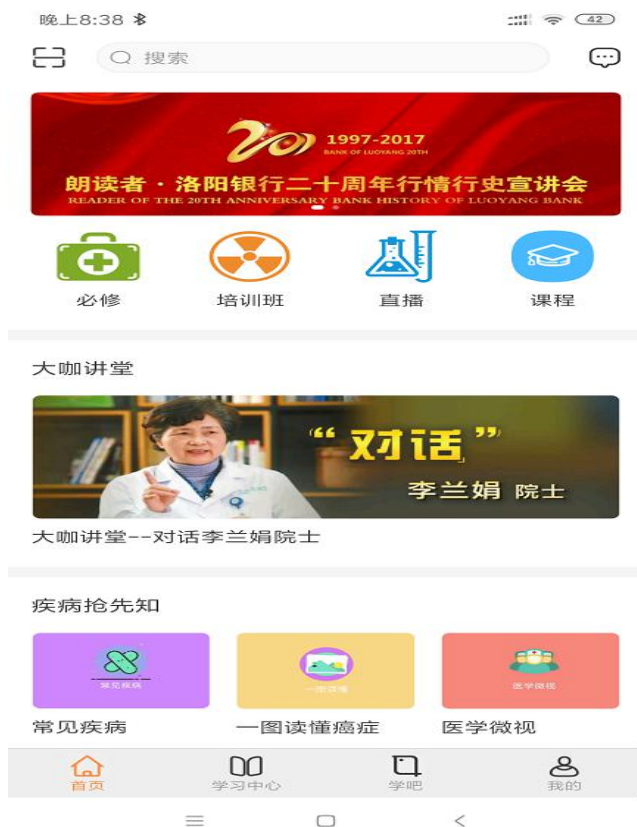 晚上8:38
42
搜索
20
1997-2017
BANK OF LUOYANG 20TH
朗读者·洛阳银行二十周年行情行史宣讲会
READER OF THE 20TH ANNIVERSARY BANK HISTORY OF LUOYANG BANK
必修
培训班
直播
课程
大咖讲堂
“对话”
李兰娟 院士
大咖讲堂--对话李兰娟院士
疾病抢先知
常见疾病
一图读懂
医学微视
常见疾病
一图读懂癌症
医学微视
首页
学习中心
学吧
我的